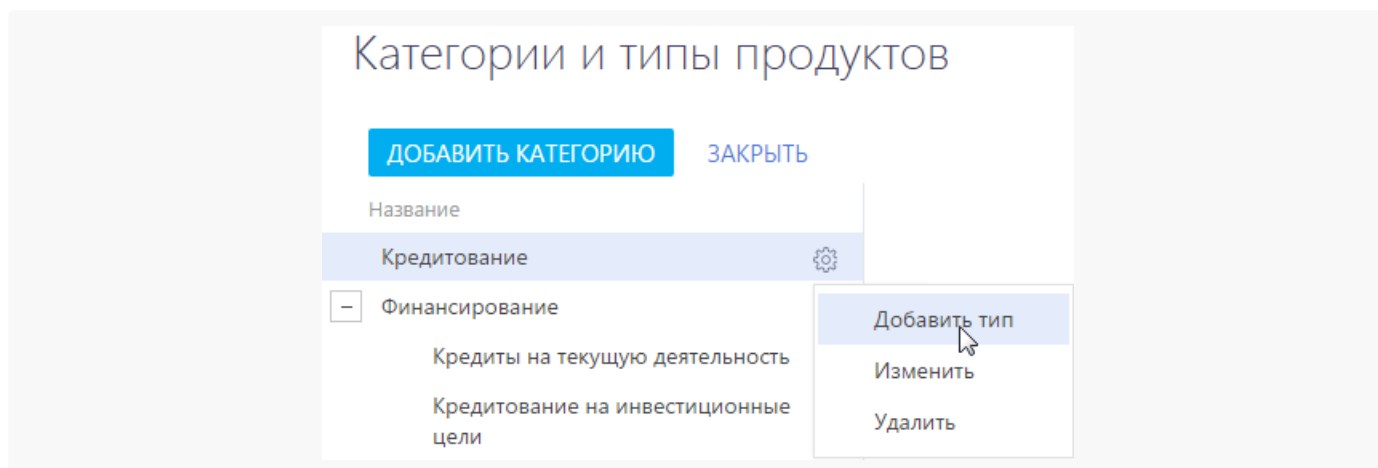 Категории и типы продуктов
ДОБАВИТЬ КАТЕГОРИЮ ЗАКРЫТЬ
Название
Кредитование
− Финансирование
Добавить тип
Кредиты на текущую деятельность
Изменить
Кредитование на инвестиционные
цели
Удалить